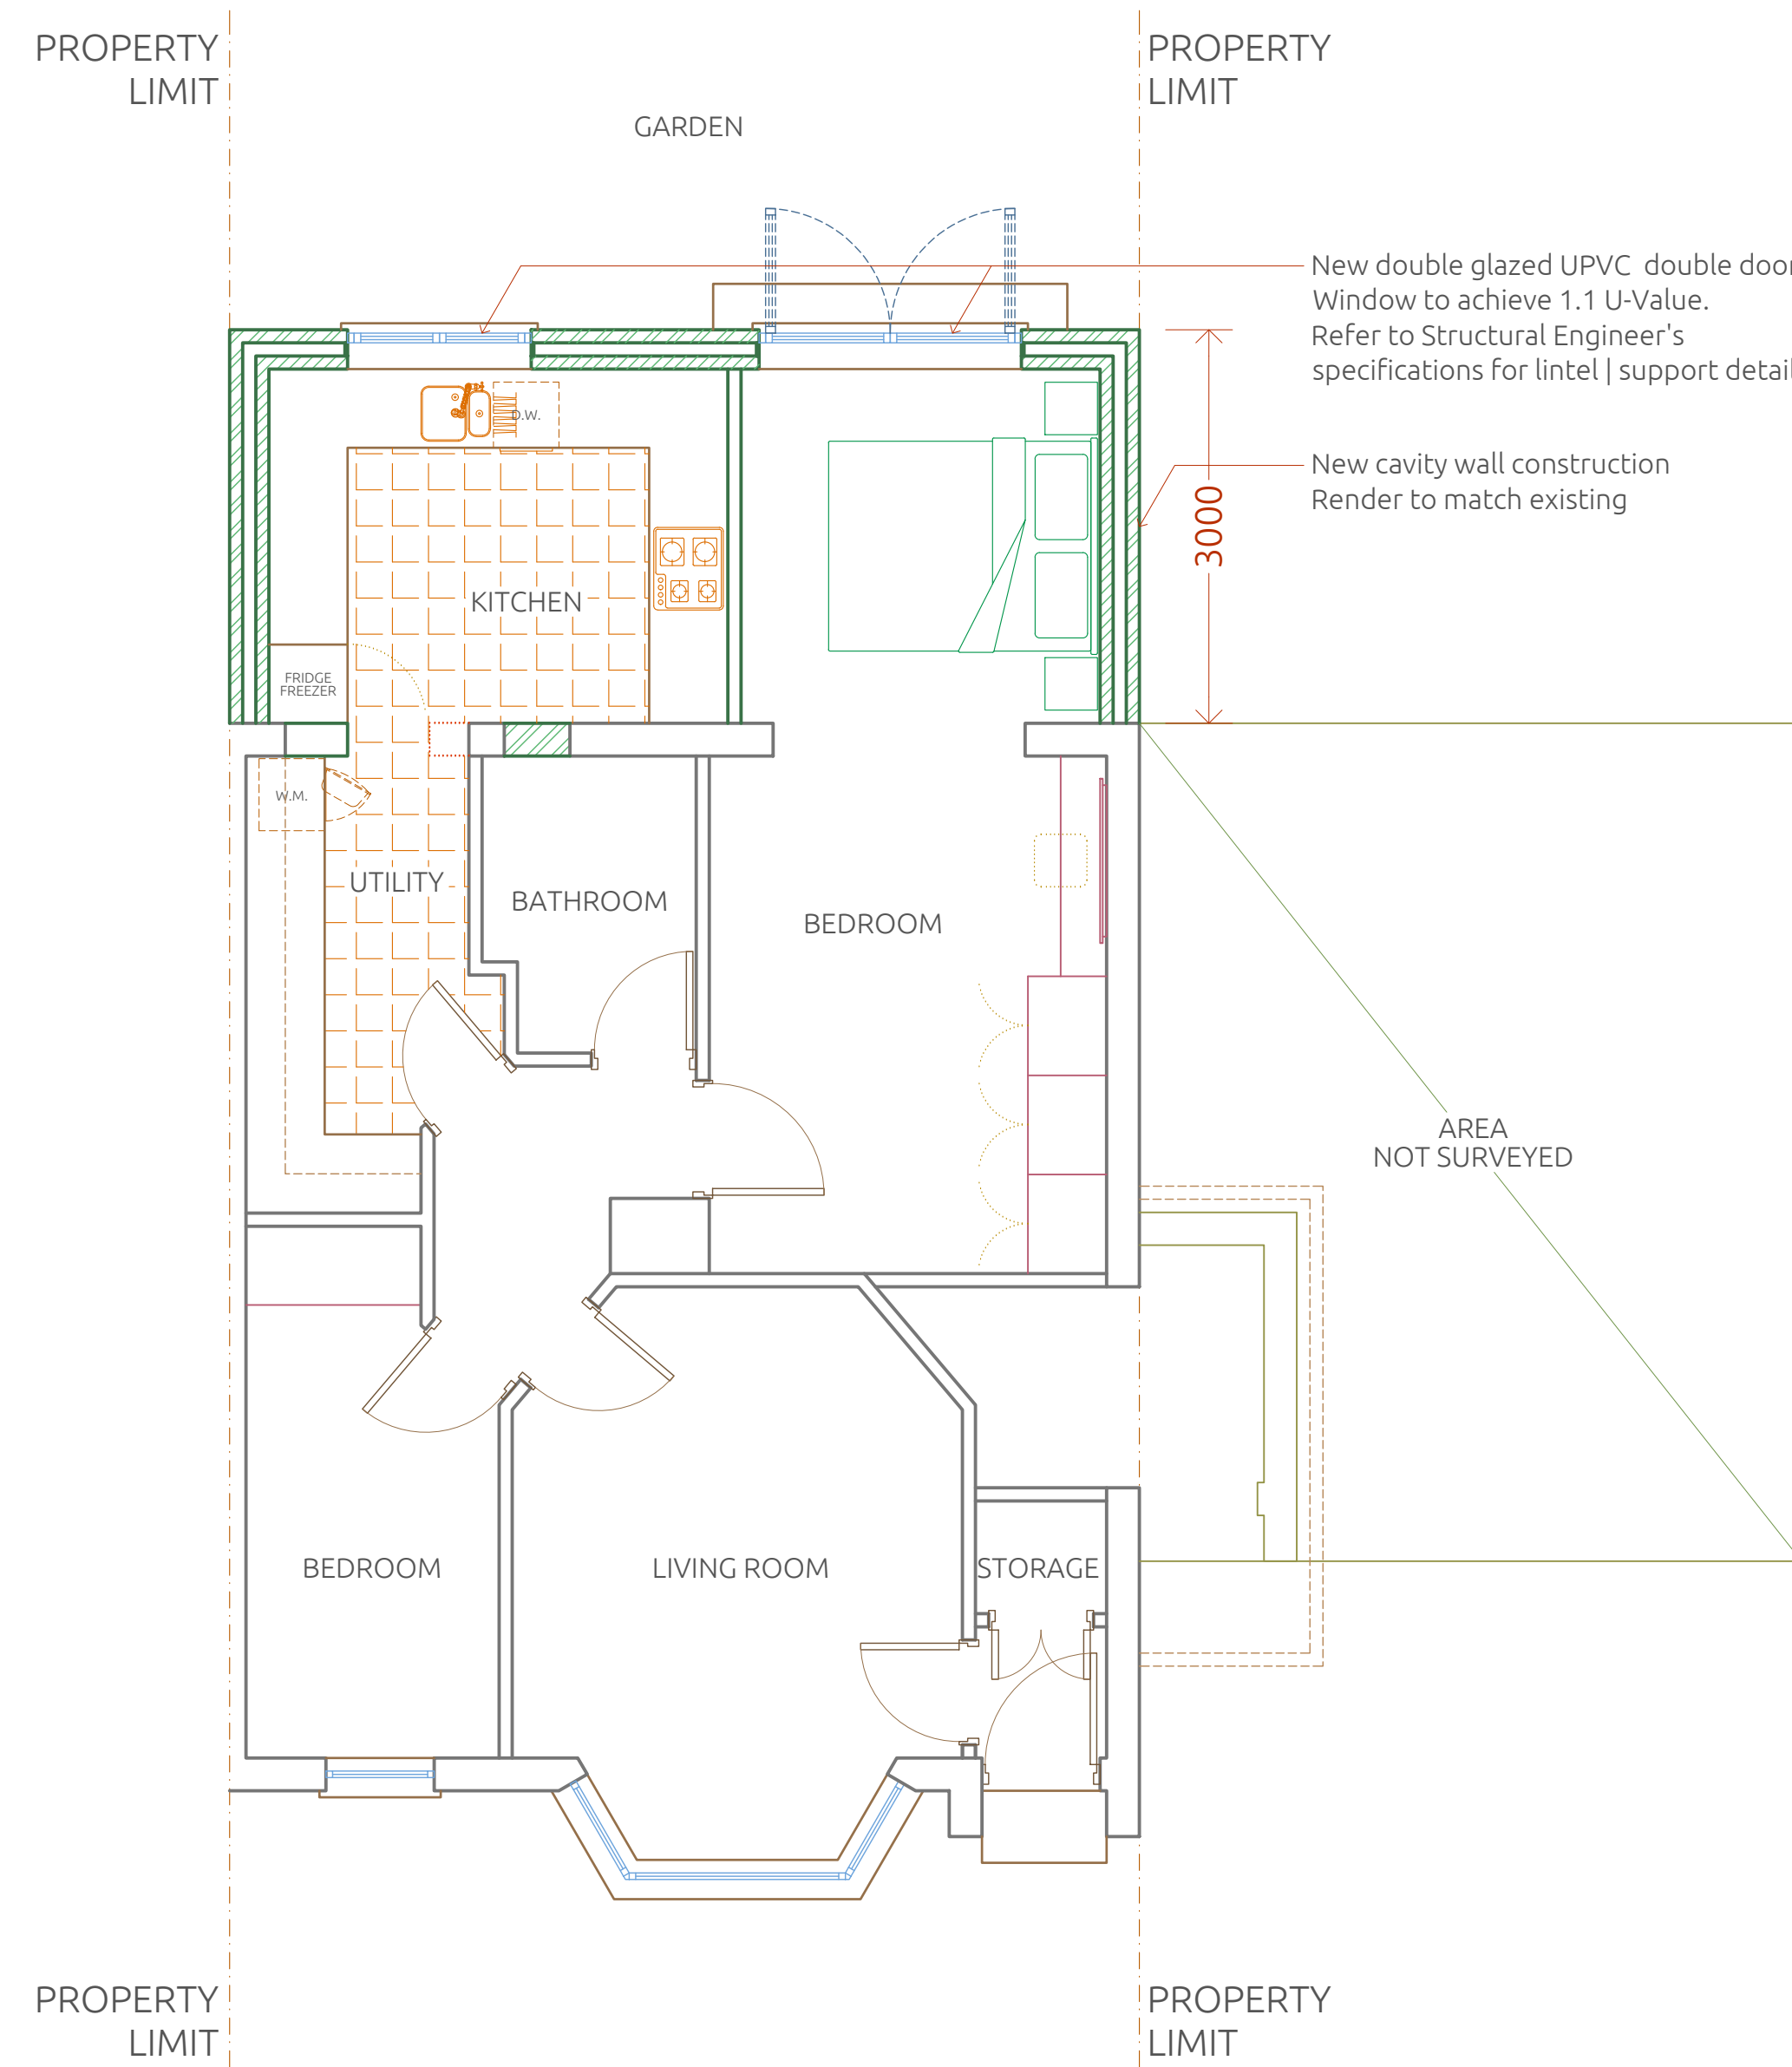 PROPERTY
LIMIT
PROPERTY
LIMIT
GARDEN
New double glazed UPVC double door
Window to achieve 1.1 U-Value.
Refer to Structural Engineer's
specifications for lintel | support detail
D.W.
New cavity wall construction
Render to match existing
3000
KITCHEN
FRIDGE
FREEZER
W.M.
UTILITY
BATHROOM
BEDROOM
AREA
NOT SURVEYED
BEDROOM
LIVING ROOM
STORAGE
PROPERTY
LIMIT
PROPERTY
LIMIT